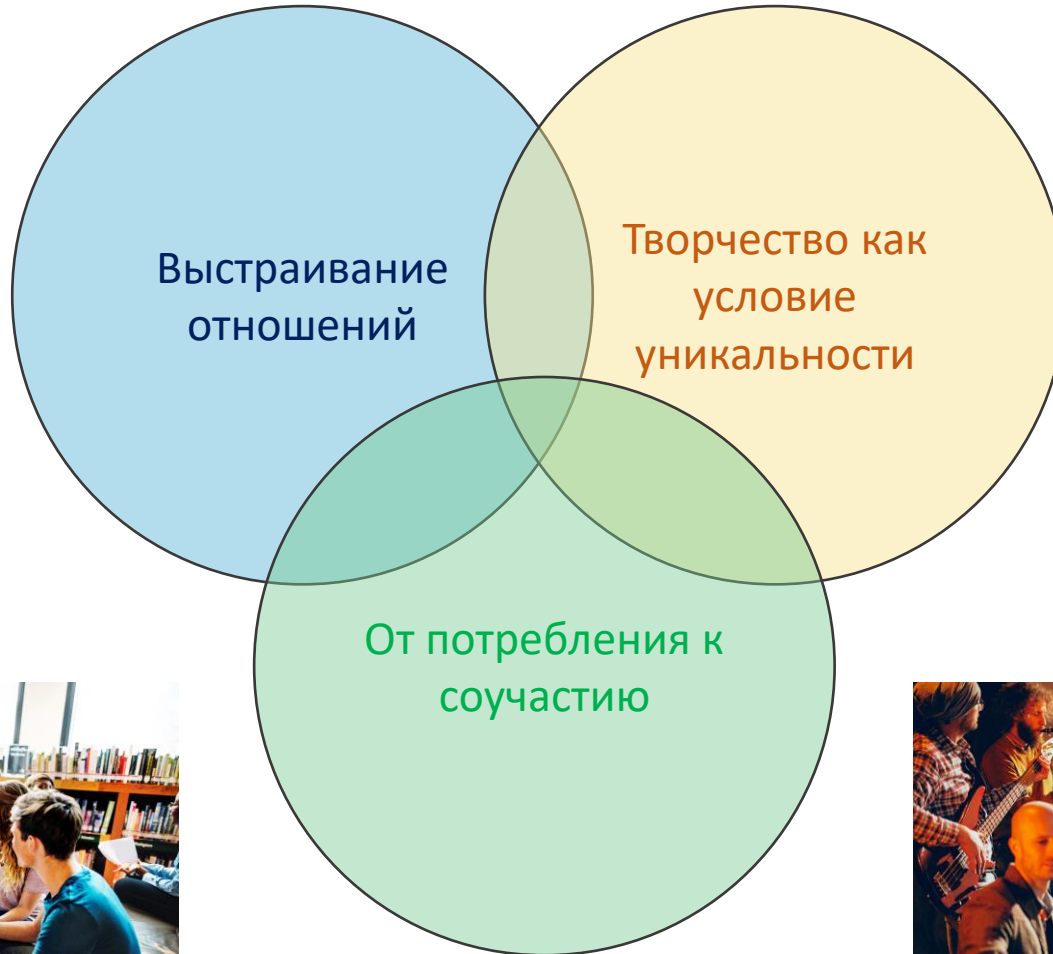 Выстраивание
отношений
Творчество как
условие
уникальности
От потребления к
соучастию